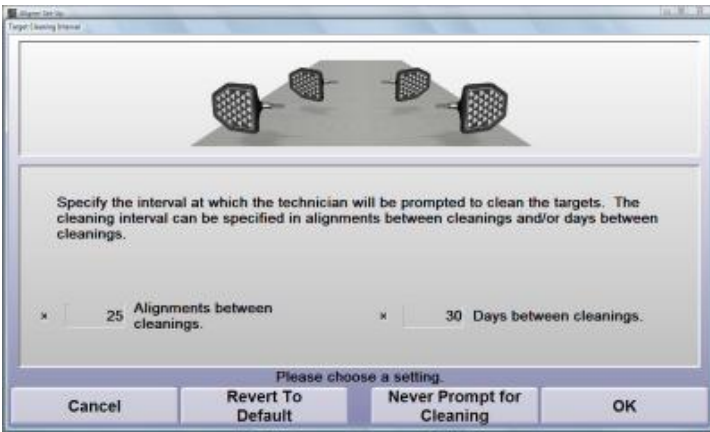 Aligner Set Up
Target Cleaning Interval
Specify the interval at which the technician will be prompted to clean the targets. The
cleaning interval can be specified in alignments between cleanings and/or days between
cleanings.
× 25 Alignments between
cleanings.
× 30 Days between cleanings.
Please choose a setting.
Cancel
Revert To
Default
Never Prompt for
Cleaning
OK